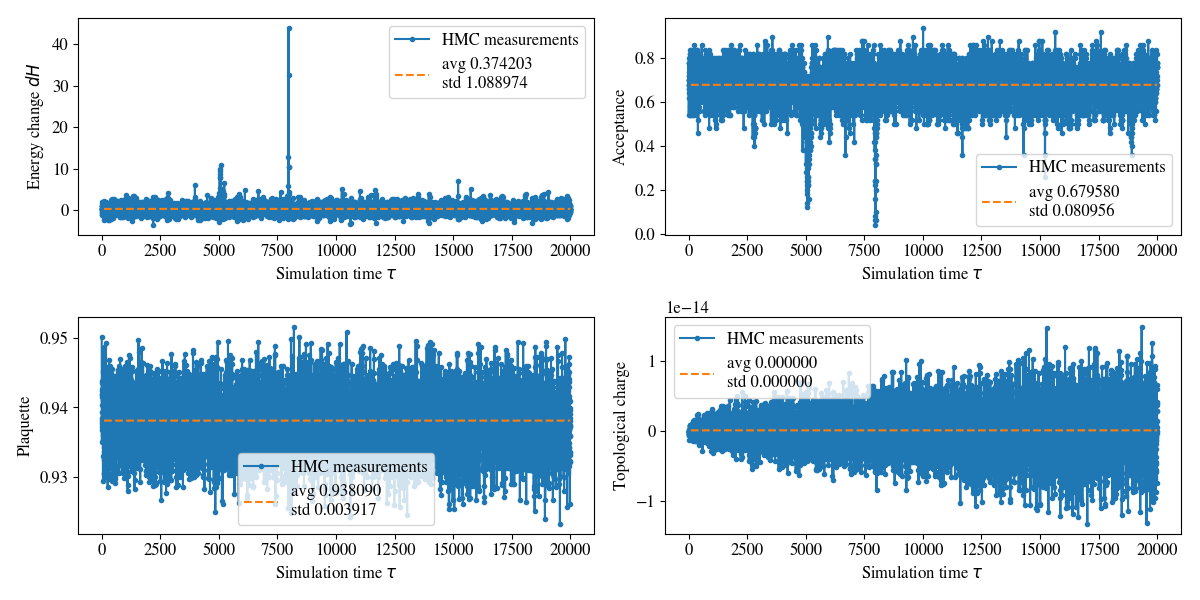 Energy change dH
40
30
20
10
0
HMC measurements
avg 0.374203
std 1.088974
0 2500 5000 7500 10000 12500 15000 17500 20000
Simulation time τ
Acceptance
0.8
0.6
0.4
0.2
0.0
HMC measurements
avg 0.679580
std 0.080956
0 2500 5000 7500 10000 12500 15000 17500 20000
Simulation time τ
Plaquette
0.95
0.94
0.93
HMC measurements
avg 0.938090
std 0.003917
0 2500 5000 7500 10000 12500 15000 17500 20000
Simulation time τ
1e−14
Topological charge
1
0
−1
HMC measurements
avg 0.000000
std 0.000000
0 2500 5000 7500 10000 12500 15000 17500 20000
Simulation time τ